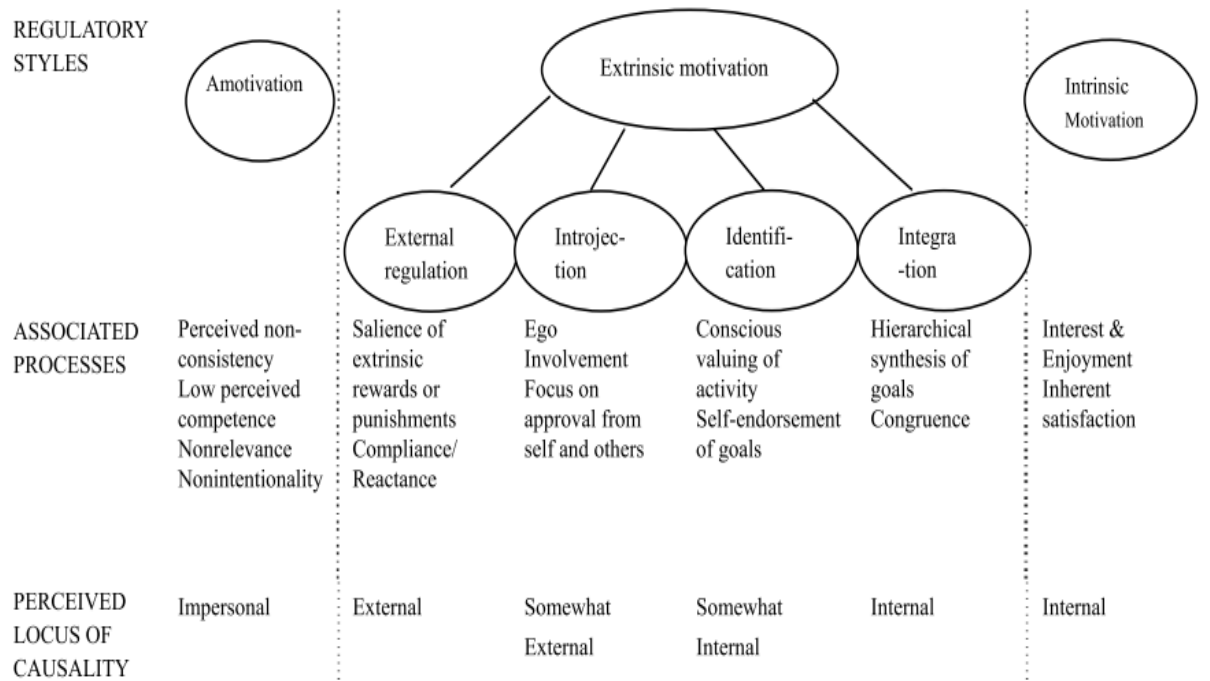 REGULATORY
STYLES
Amotivation
Extrinsic motivation
Intrinsic
Motivation
External
regulation
Introjec-
tion
Identifi-
cation
Integra
-tion
ASSOCIATED
PROCESSES
Perceived non-
consistency
Low perceived
competence
Nonrelevance
Nonintentionality
Salience of
extrinsic
rewards or
punishments
Compliance/
Reactance
Ego
Involvement
Focus on
approval from
self and others
Conscious
valuing of
activity
Self-endorsement
of goals
Hierarchical
synthesis of
goals
Congruence
Interest &
Enjoyment
Inherent
satisfaction
PERCEIVED
LOCUS OF
CAUSALITY
Impersonal
External
Somewhat
External
Somewhat
Internal
Internal
Internal